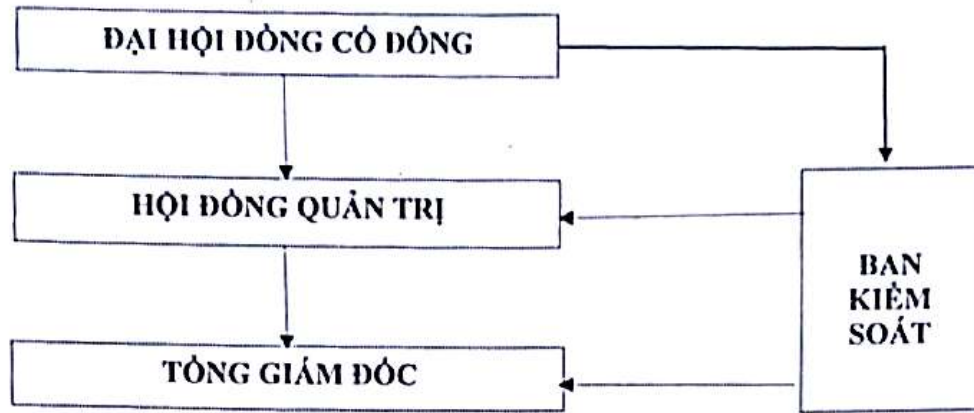 ĐẠI HỘI ĐỒNG CỔ ĐÔNG
HỘI ĐỒNG QUẢN TRỊ
BAN
KIỂM
SOÁT
TỔNG GIÁM ĐỐC